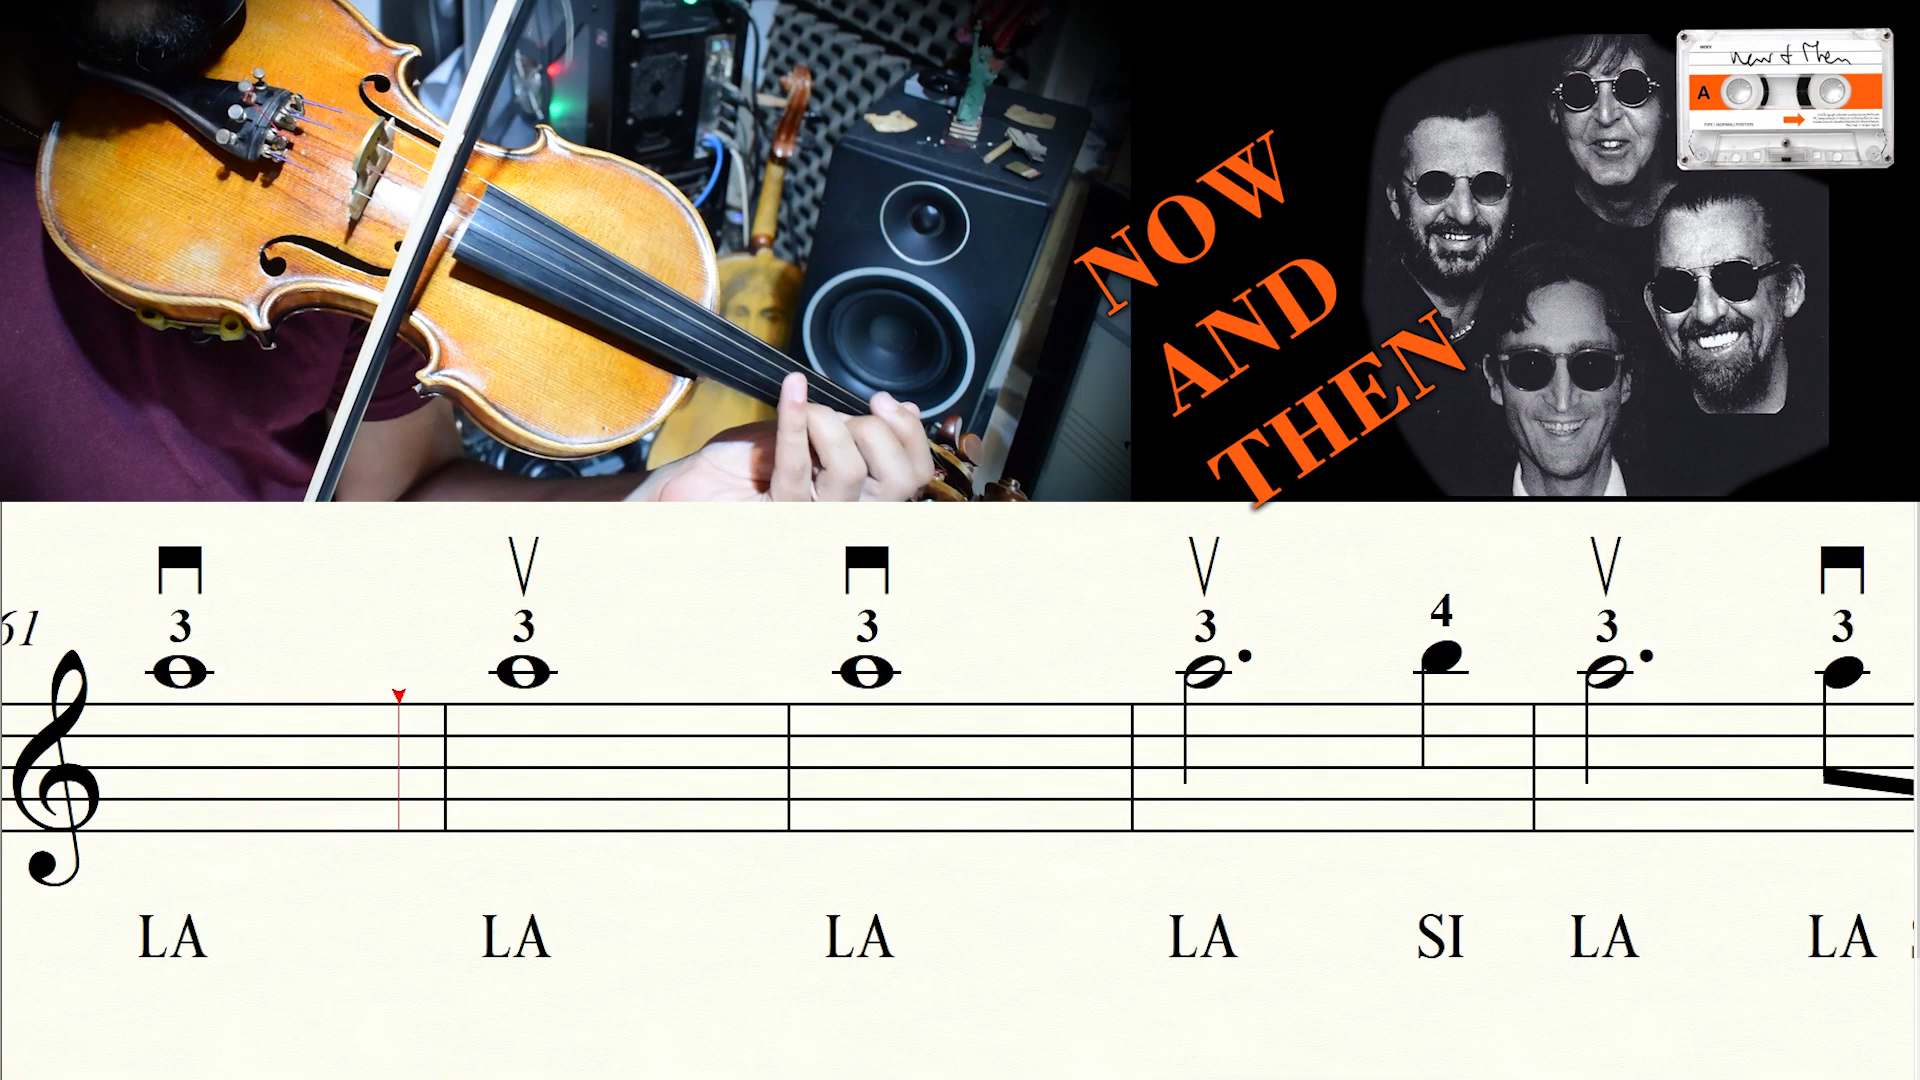 Now & Then
A
NOW
AND
THEN
61
3 3 3 3 4 3 3
LA LA LA LA SI LA LA